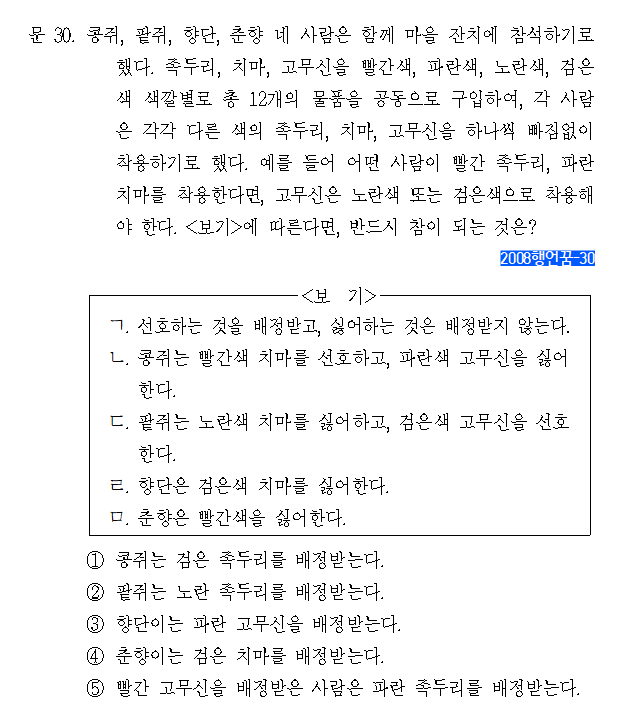 문 30. 콩쥐, 팥쥐, 향단, 춘향 네 사람은 함께 마을 잔치에 참석하기로
했다. 족두리, 치마, 고무신을 빨간색, 파란색, 노란색, 검은
색 색깔별로 총 12개의 물품을 공동으로 구입하여, 각 사람
은 각각 다른 색의 족두리, 치마, 고무신을 하나씩 빠짐없이
착용하기로 했다. 예를 들어 어떤 사람이 빨간 족두리, 파란
치마를 착용한다면, 고무신은 노란색 또는 검은색으로 착용해
야 한다. <보기>에 따른다면, 반드시 참이 되는 것은?
2008행언꿈-30
<보 기>
ㄱ. 선호하는 것을 배정받고, 싫어하는 것은 배정받지 않는다.
ㄴ. 콩쥐는 빨간색 치마를 선호하고, 파란색 고무신을 싫어
한다.
ㄷ. 팥쥐는 노란색 치마를 싫어하고, 검은색 고무신을 선호
한다.
ㄹ. 향단은 검은색 치마를 싫어한다.
ㅁ. 춘향은 빨간색을 싫어한다.
① 콩쥐는 검은 족두리를 배정받는다.
② 팥쥐는 노란 족두리를 배정받는다.
③ 향단이는 파란 고무신을 배정받는다.
④ 춘향이는 검은 치마를 배정받는다.
⑤ 빨간 고무신을 배정받은 사람은 파란 족두리를 배정받는다.